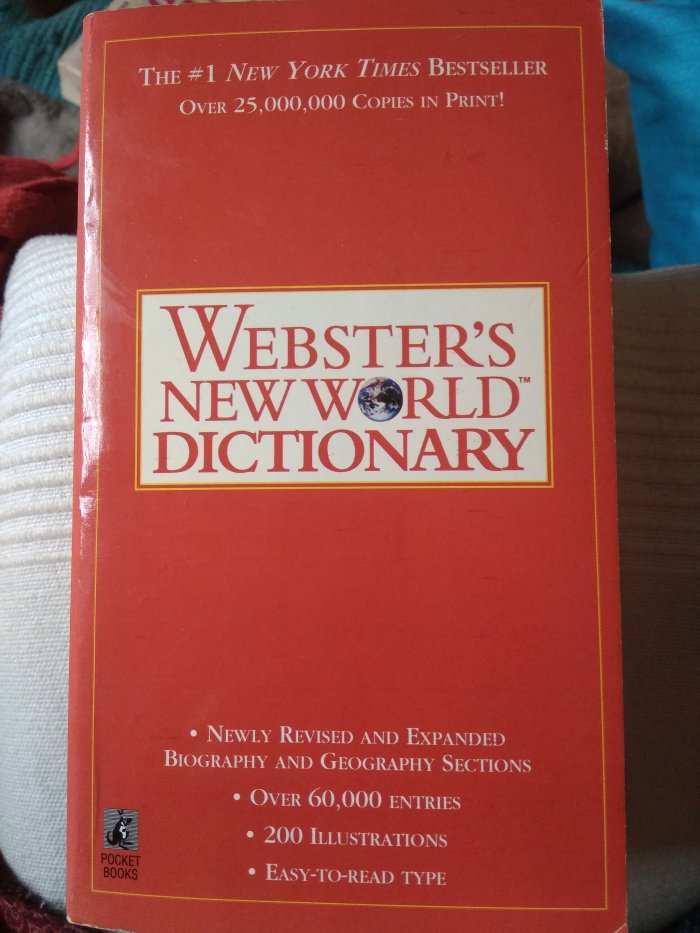 THE #1 NEW YORK TIMES BESTSELLER
OVER 25,000,000 COPIES IN PRINT!
WEBSTER'S
NEW WORLD™
DICTIONARY
• NEWLY REVISED AND EXPANDED
BIOGRAPHY AND GEOGRAPHY SECTIONS
• OVER 60,000 ENTRIES
• 200 ILLUSTRATIONS
• EASY-TO-READ TYPE
POCKET
BOOKS